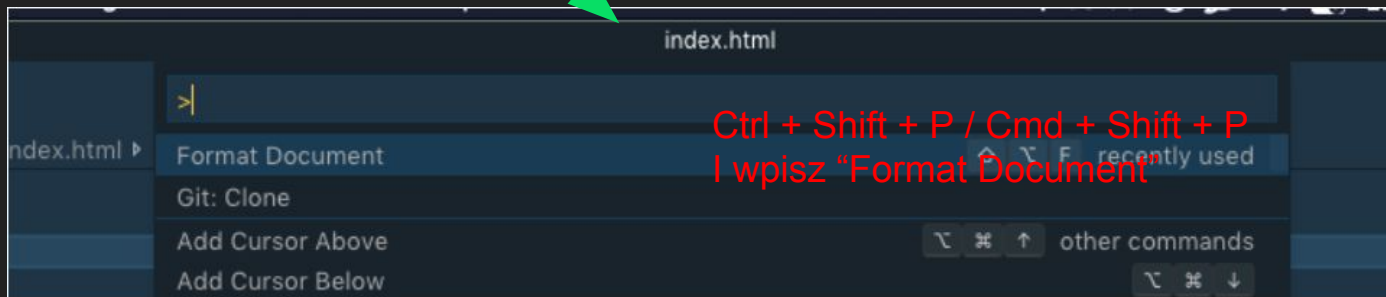 index.html
>
Ctrl + Shift + P / Cmd + Shift + P
I wpisz “Format Document”
ndex.html
Format Document ⇧ ⌥ F recently used
Git: Clone
Add Cursor Above ⌥ ⌘ ↑ other commands
Add Cursor Below ⌥ ⌘ ↓